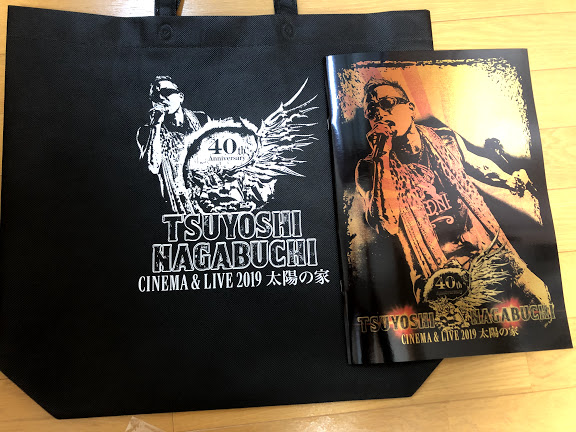 40th
Anniversary
TSUYOSHI
NAGABUCHI
CINEMA & LIVE 2019 太陽の家
40th
TSUYOSHI NAGABUCHI
CINEMA & LIVE 2019 太陽の家